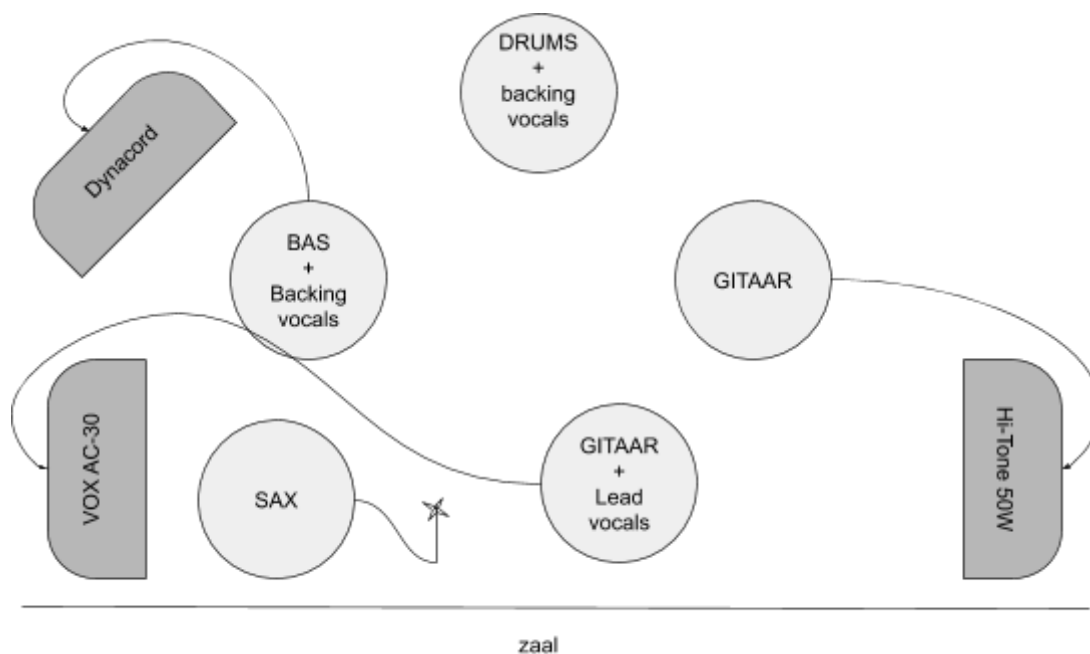 DRUMS
+
backing
vocals
Dynacord
BAS
+
Backing
vocals
GITAAR
VOX AC-30
SAX
GITAAR
+
Lead
vocals
Hi-Tone 50W
zaal